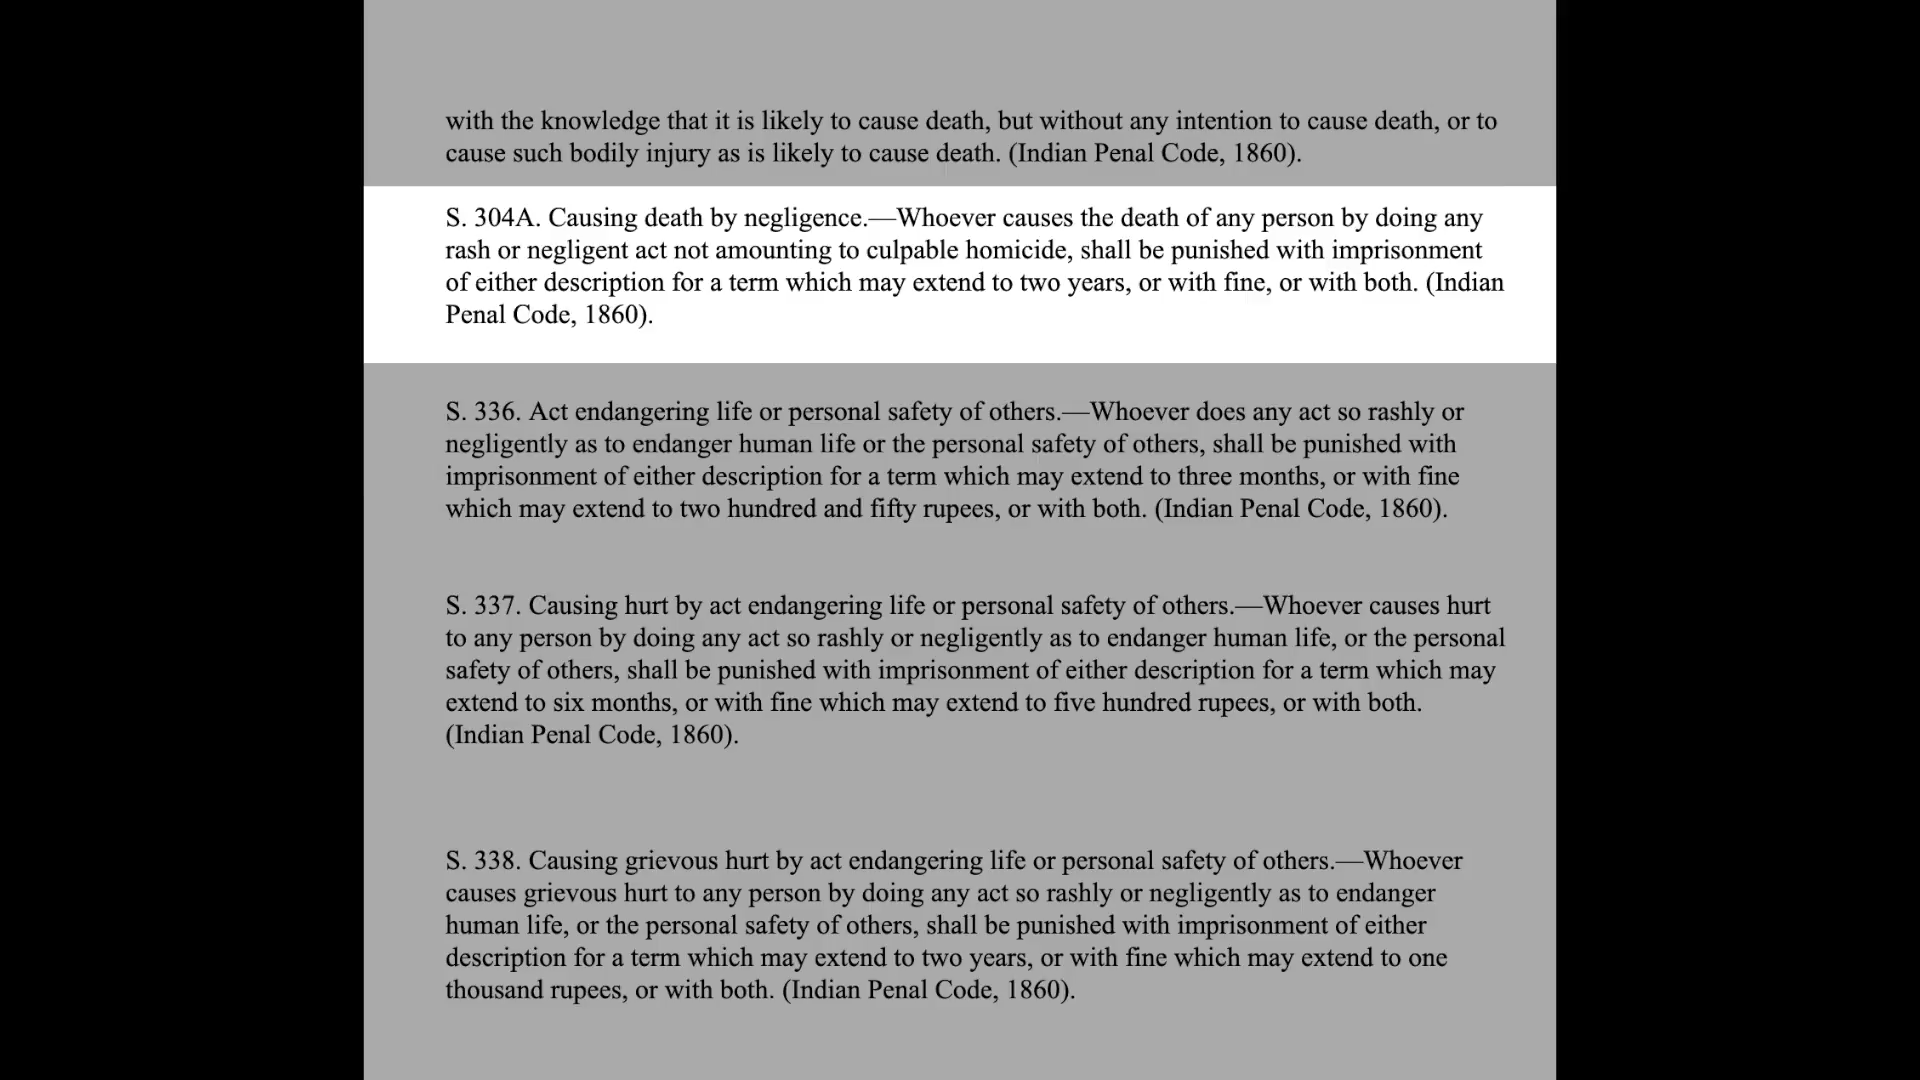 with the knowledge that it is likely to cause death, but without any intention to cause death, or to
cause such bodily injury as is likely to cause death. (Indian Penal Code, 1860).
S. 304A. Causing death by negligence.—Whoever causes the death of any person by doing any
rash or negligent act not amounting to culpable homicide, shall be punished with imprisonment
of either description for a term which may extend to two years, or with fine, or with both. (Indian
Penal Code, 1860).
S. 336. Act endangering life or personal safety of others.—Whoever does any act so rashly or
negligently as to endanger human life or the personal safety of others, shall be punished with
imprisonment of either description for a term which may extend to three months, or with fine
which may extend to two hundred and fifty rupees, or with both. (Indian Penal Code, 1860).
S. 337. Causing hurt by act endangering life or personal safety of others.—Whoever causes hurt
to any person by doing any act so rashly or negligently as to endanger human life, or the personal
safety of others, shall be punished with imprisonment of either description for a term which may
extend to six months, or with fine which may extend to five hundred rupees, or with both.
(Indian Penal Code, 1860).
S. 338. Causing grievous hurt by act endangering life or personal safety of others.—Whoever
causes grievous hurt to any person by doing any act so rashly or negligently as to endanger
human life, or the personal safety of others, shall be punished with imprisonment of either
description for a term which may extend to two years, or with fine which may extend to one
thousand rupees, or with both. (Indian Penal Code, 1860).